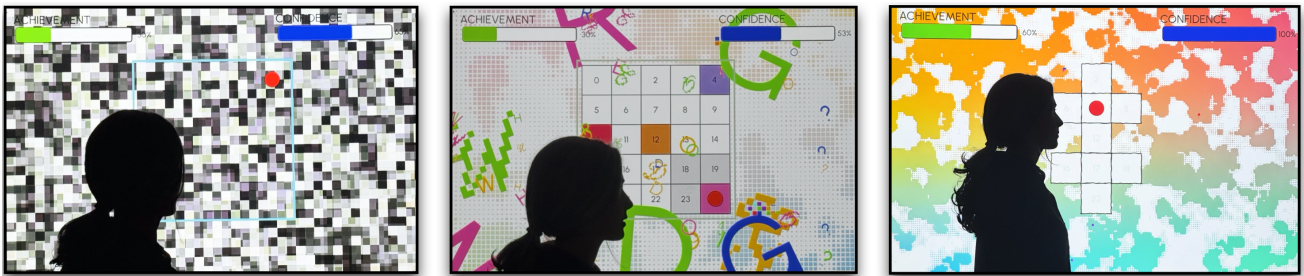 ACHIEVEMENT
CONFIDENCE
ACHIEVEMENT
30%
CONFIDENCE
53%
0
2
4
5
6
7
8
9
11
12
14
16
18
19
22
23
G
W
D
G
ACHIEVEMENT
60%
CONFIDENCE
100%